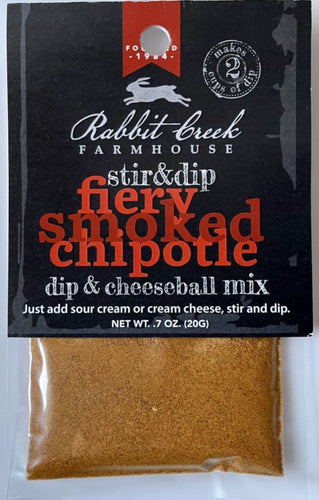 FOUNDED
-1984-
makes
2
cups of dip
Rabbit Creek
FARMHOUSE
stir&dip
fiery
smoked
chipotle
dip & cheeseball mix
Just add sour cream or cream cheese, stir and dip.
NET WT. .7 OZ. (20G)